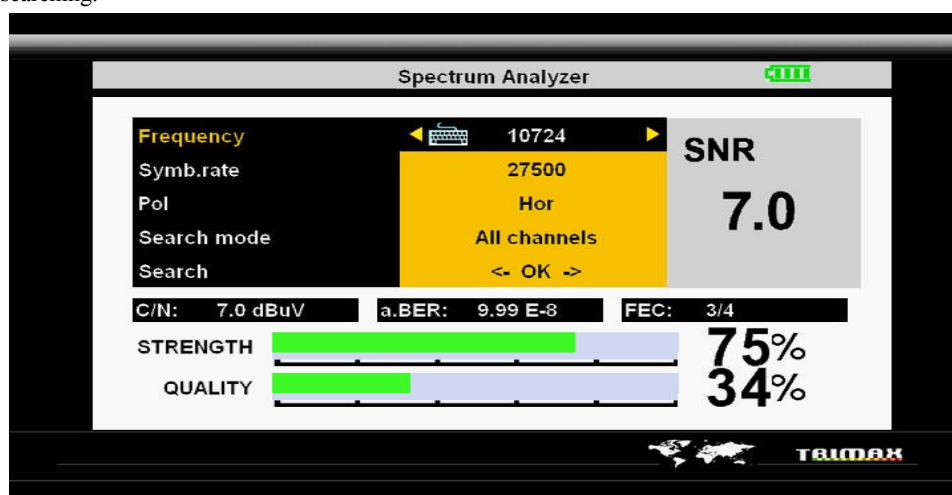 searching.
Spectrum Analyzer
Frequency 10724
Symb.rate 27500
Pol Hor
Search mode All channels
Search <- OK ->
SNR
7.0
C/N: 7.0 dBuV a.BER: 9.99 E-8 FEC: 3/4
STRENGTH 75%
QUALITY 34%
TRIMAX